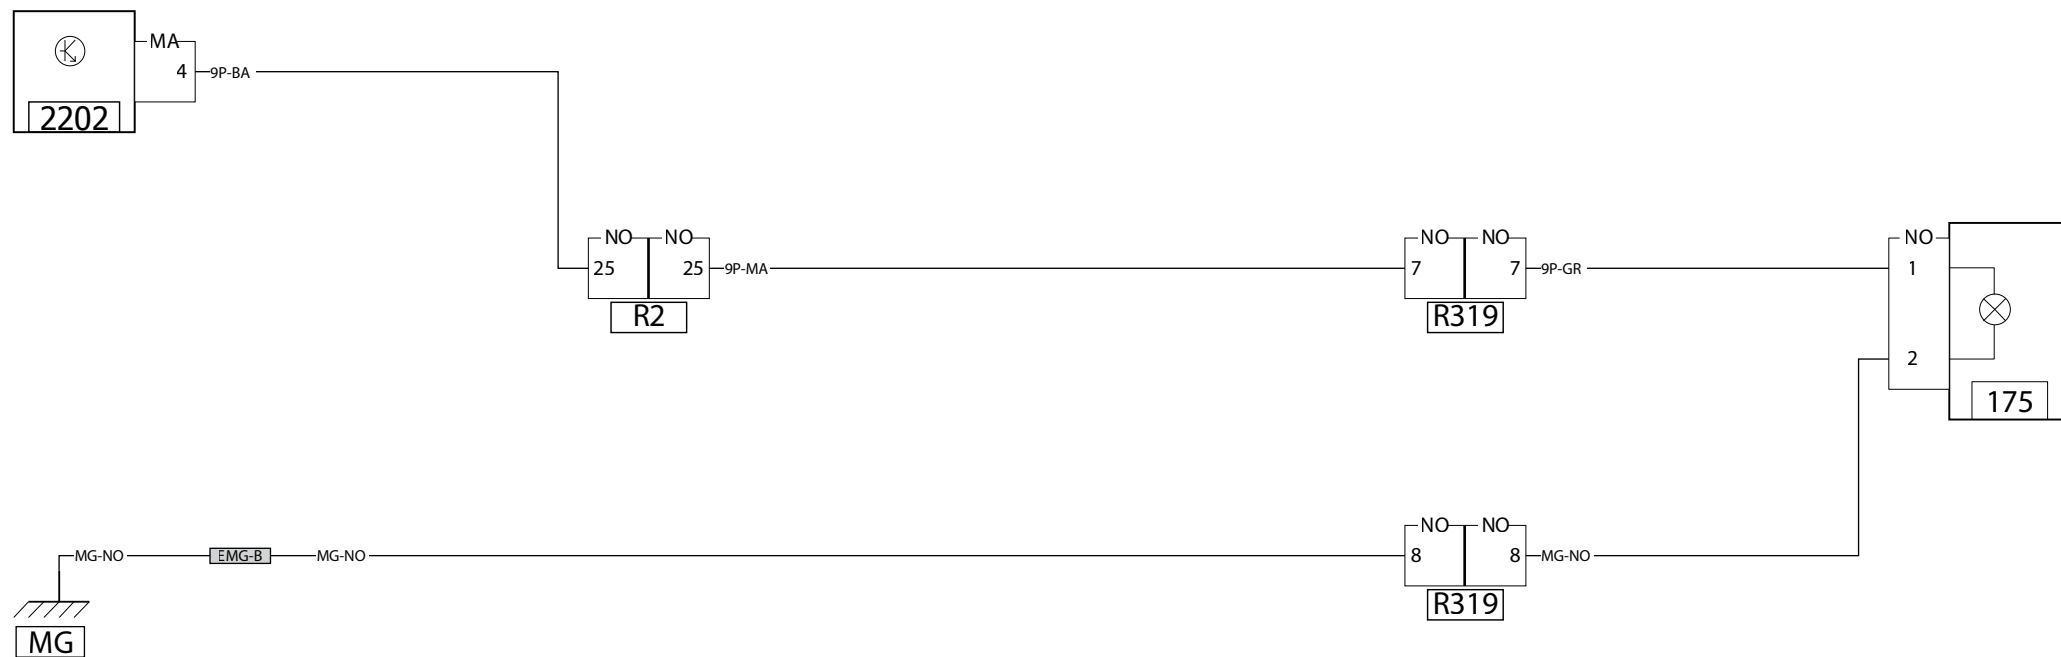 MA
4 9P-BA
2202
NO NO NO NO NO
25 25 9P-MA 7 7 9P-GR 1
R2 R319
2
175
NO NO
MG-NO EMG-B MG-NO 8 8 MG-NO
R319
MG